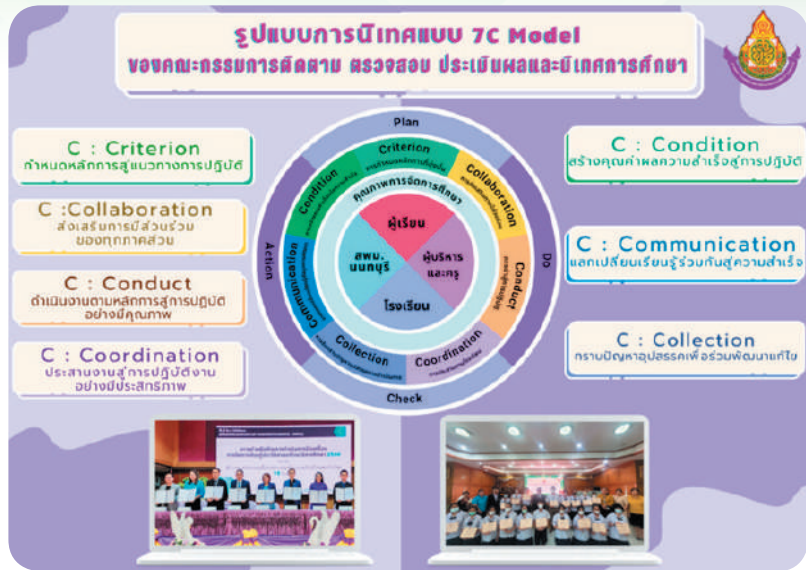 รูปแบบการนิเทศแบบ 7C Model
ของคณะกรรมการติดตาม ตรวจสอบ ประเมินผลและนิเทศการศึกษา
C : Criterion
กำหนดหลักการสู่แนวทางการปฏิบัติ
C :Collaboration
ส่งเสริมการมีส่วนร่วม
ของทุกภาคส่วน
C : Conduct
ดำเนินงานตามหลักการสู่การปฏิบัติ
อย่างมีคุณภาพ
C : Coordination
ประสานงานสู่การปฏิบัติงาน
อย่างมีประสิทธิภาพ
Plan
Do
Check
Action
Criterion
Collaboration
Conduct
Coordination
Collection
Communication
Condition
คุณภาพการจัดการศึกษา
ผู้เรียน
ผู้บริหาร
และครู
โรงเรียน
สพม.
นนทบุรี
C : Condition
สร้างคุณค่าผลความสำเร็จสู่การปฏิบัติ
C : Communication
แลกเปลี่ยนเรียนรู้ร่วมกันสู่ความสำเร็จ
C : Collection
ทราบปัญหาอุปสรรคเพื่อร่วมพัฒนาแก้ไข